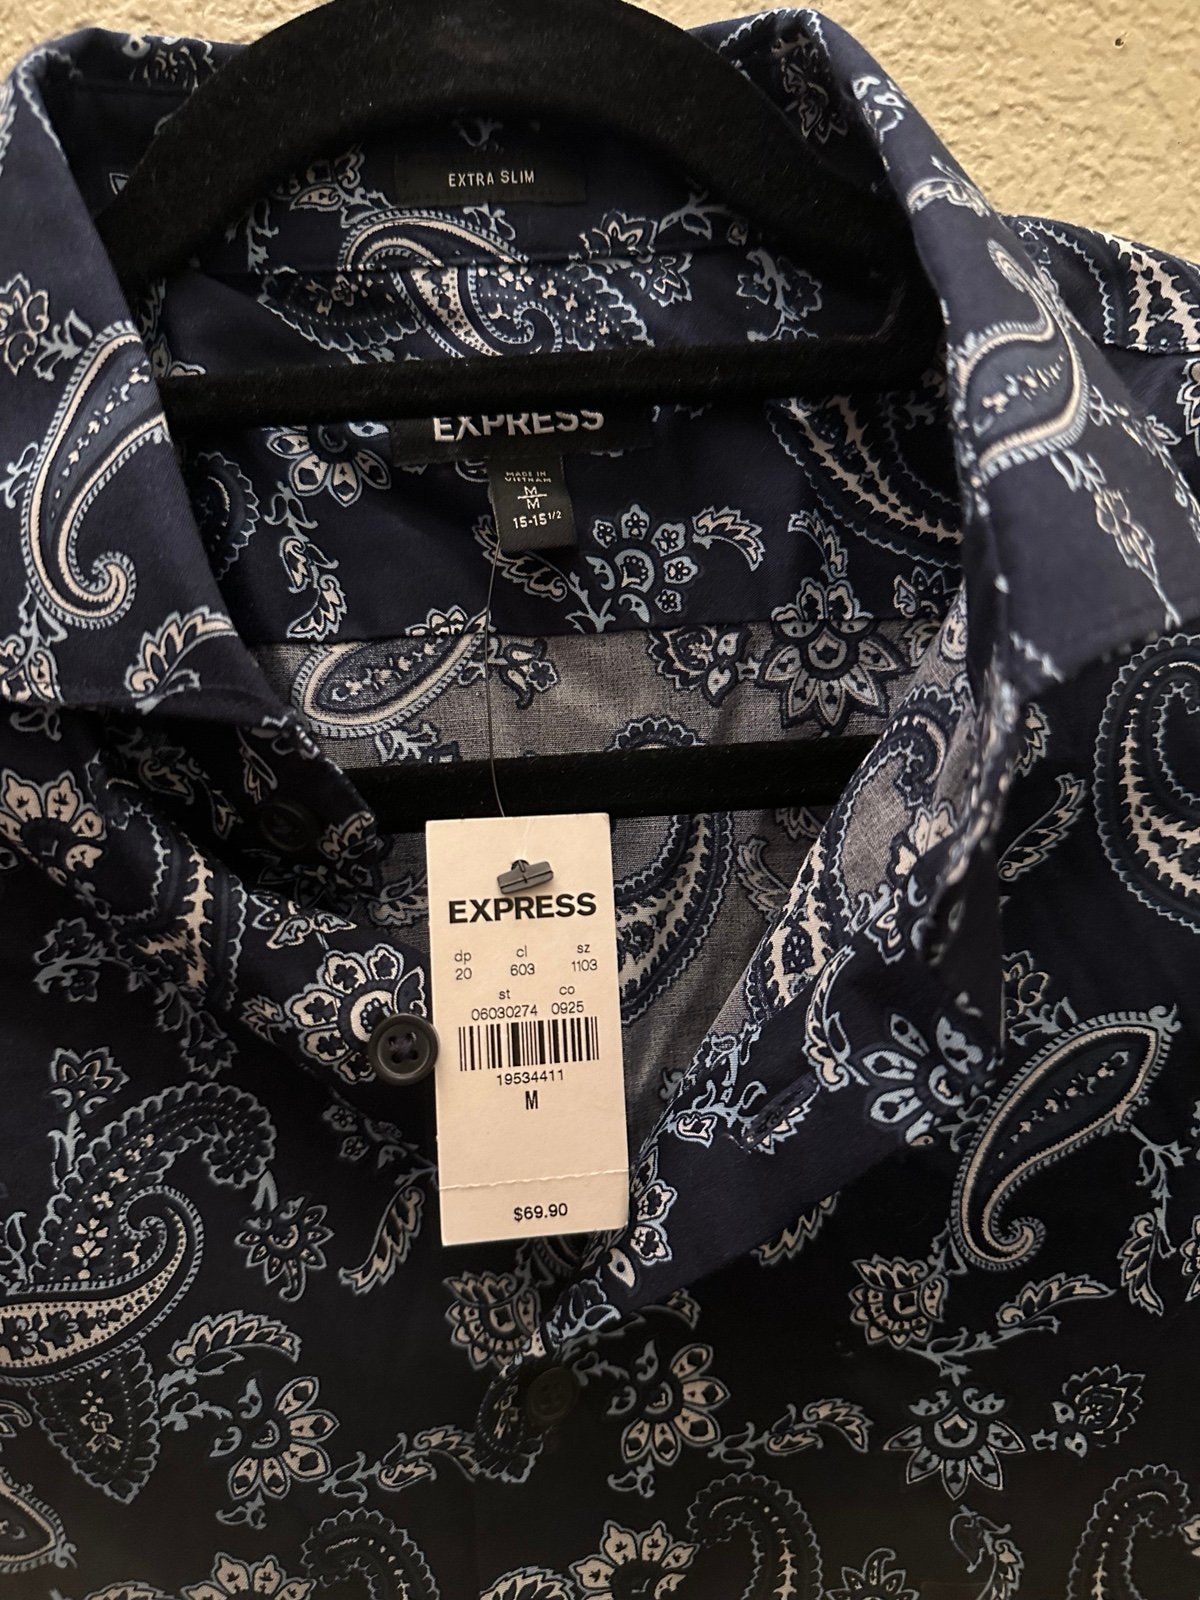 EXTRA SLIM
EXPRESS
MADE IN
VIETNAM
M
M
15-15 1/2
EXPRESS
dp cl sz
20 603 1103
st co
06030274 0925
19534411
M
$69.90